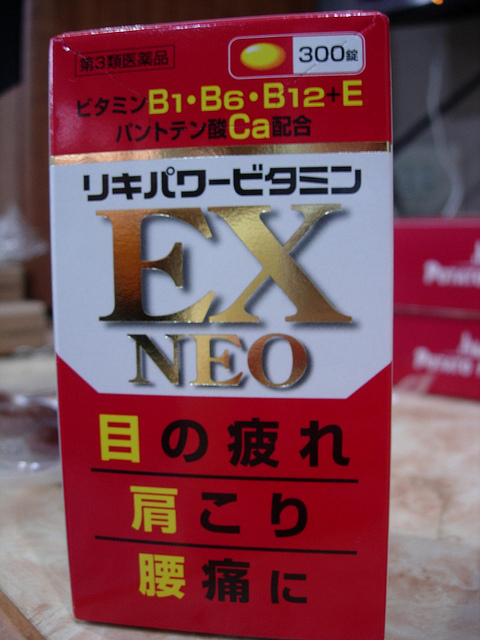 第3類医薬品
300錠
ビタミンB1・B6・B12+E
パントテン酸Ca配合
リキパワービタミン
EX
NEO
目の疲れ
肩こり
腰痛に